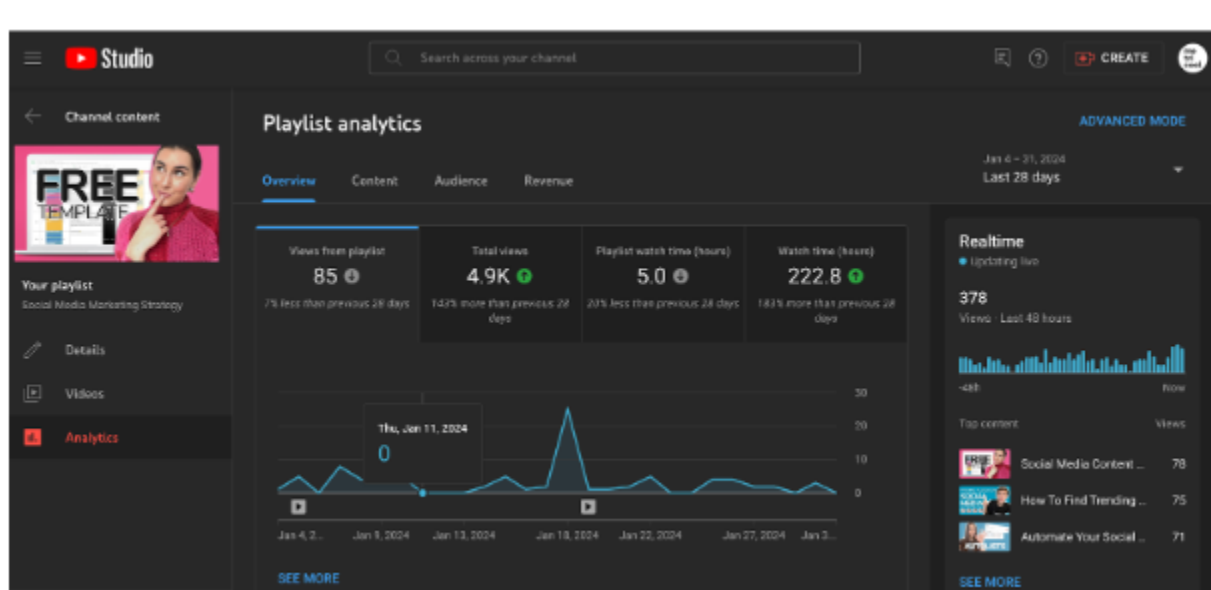 Studio
Search across your channel
CREATE
Channel content
FREE
TEMPLATE
Your playlist
Social Media Marketing Strategy
Details
Videos
Analytics
Playlist analytics
ADVANCED MODE
Overview
Content
Audience
Revenue
Jan 4 – 31, 2024
Last 28 days
Views from playlist
85
7% less than previous 28 days
Total views
4.9K
143% more than previous 28
days
Playlist watch time (hours)
5.0
20% less than previous 28 days
Watch time (hours)
222.8
183% more than previous 28
days
30
20
10
0
Thu, Jan 11, 2024
0
Jan 4, 2...
Jan 9, 2024
Jan 13, 2024
Jan 18, 2024
Jan 22, 2024
Jan 27, 2024
Jan 3...
SEE MORE
Realtime
Updating live
378
Views · Last 48 hours
-48h
Now
Top content
Views
FREE
Social Media Content ...
78
How To Find Trending ...
75
Automate Your Social ...
71
SEE MORE